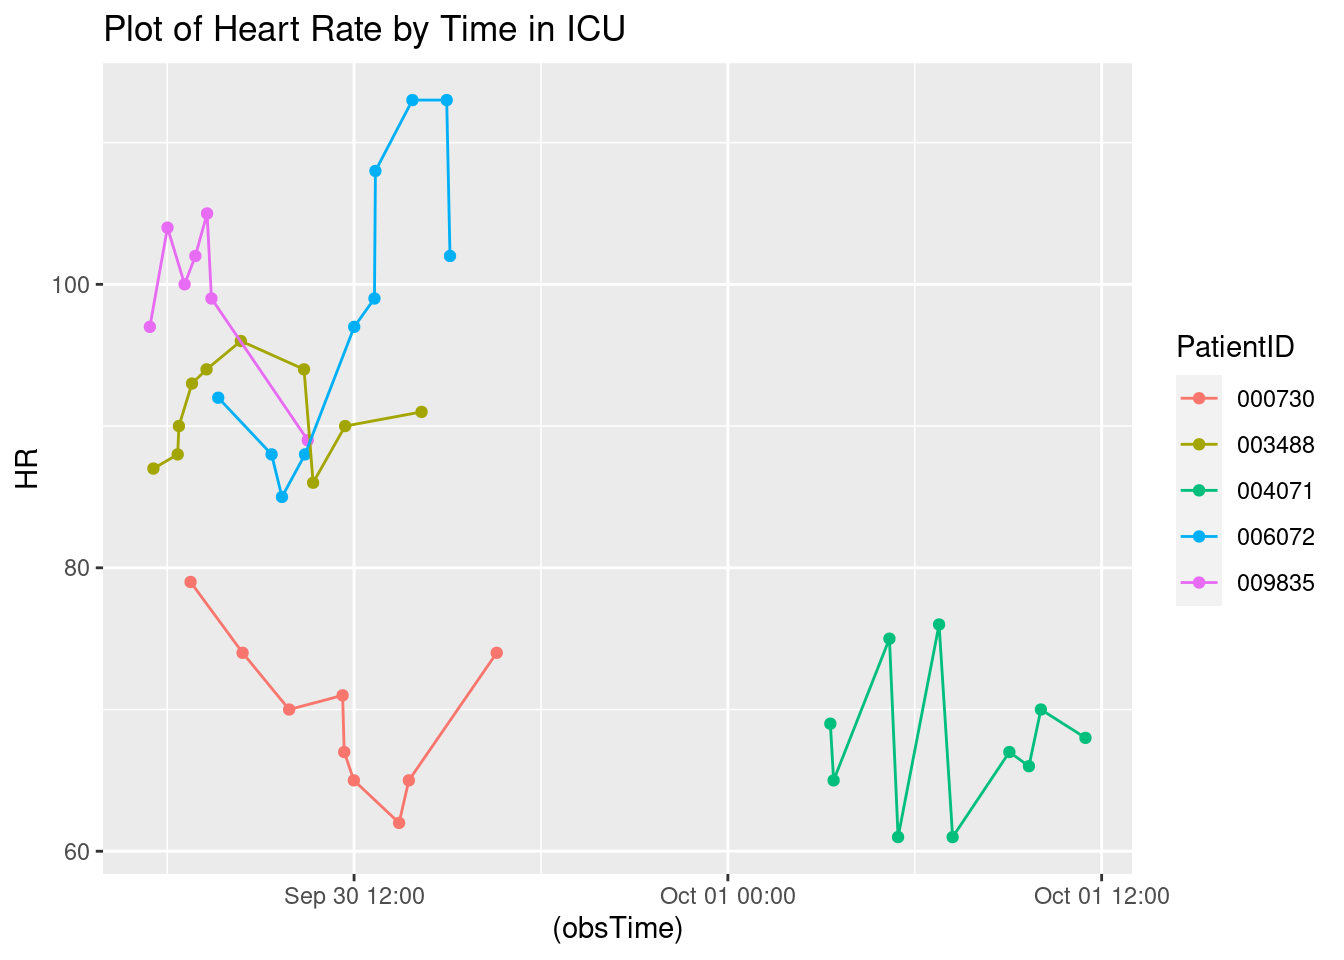 Plot of Heart Rate by Time in ICU
HR
100
80
60
Sep 30 12:00 Oct 01 00:00 Oct 01 12:00
(obsTime)
PatientID
000730
003488
004071
006072
009835